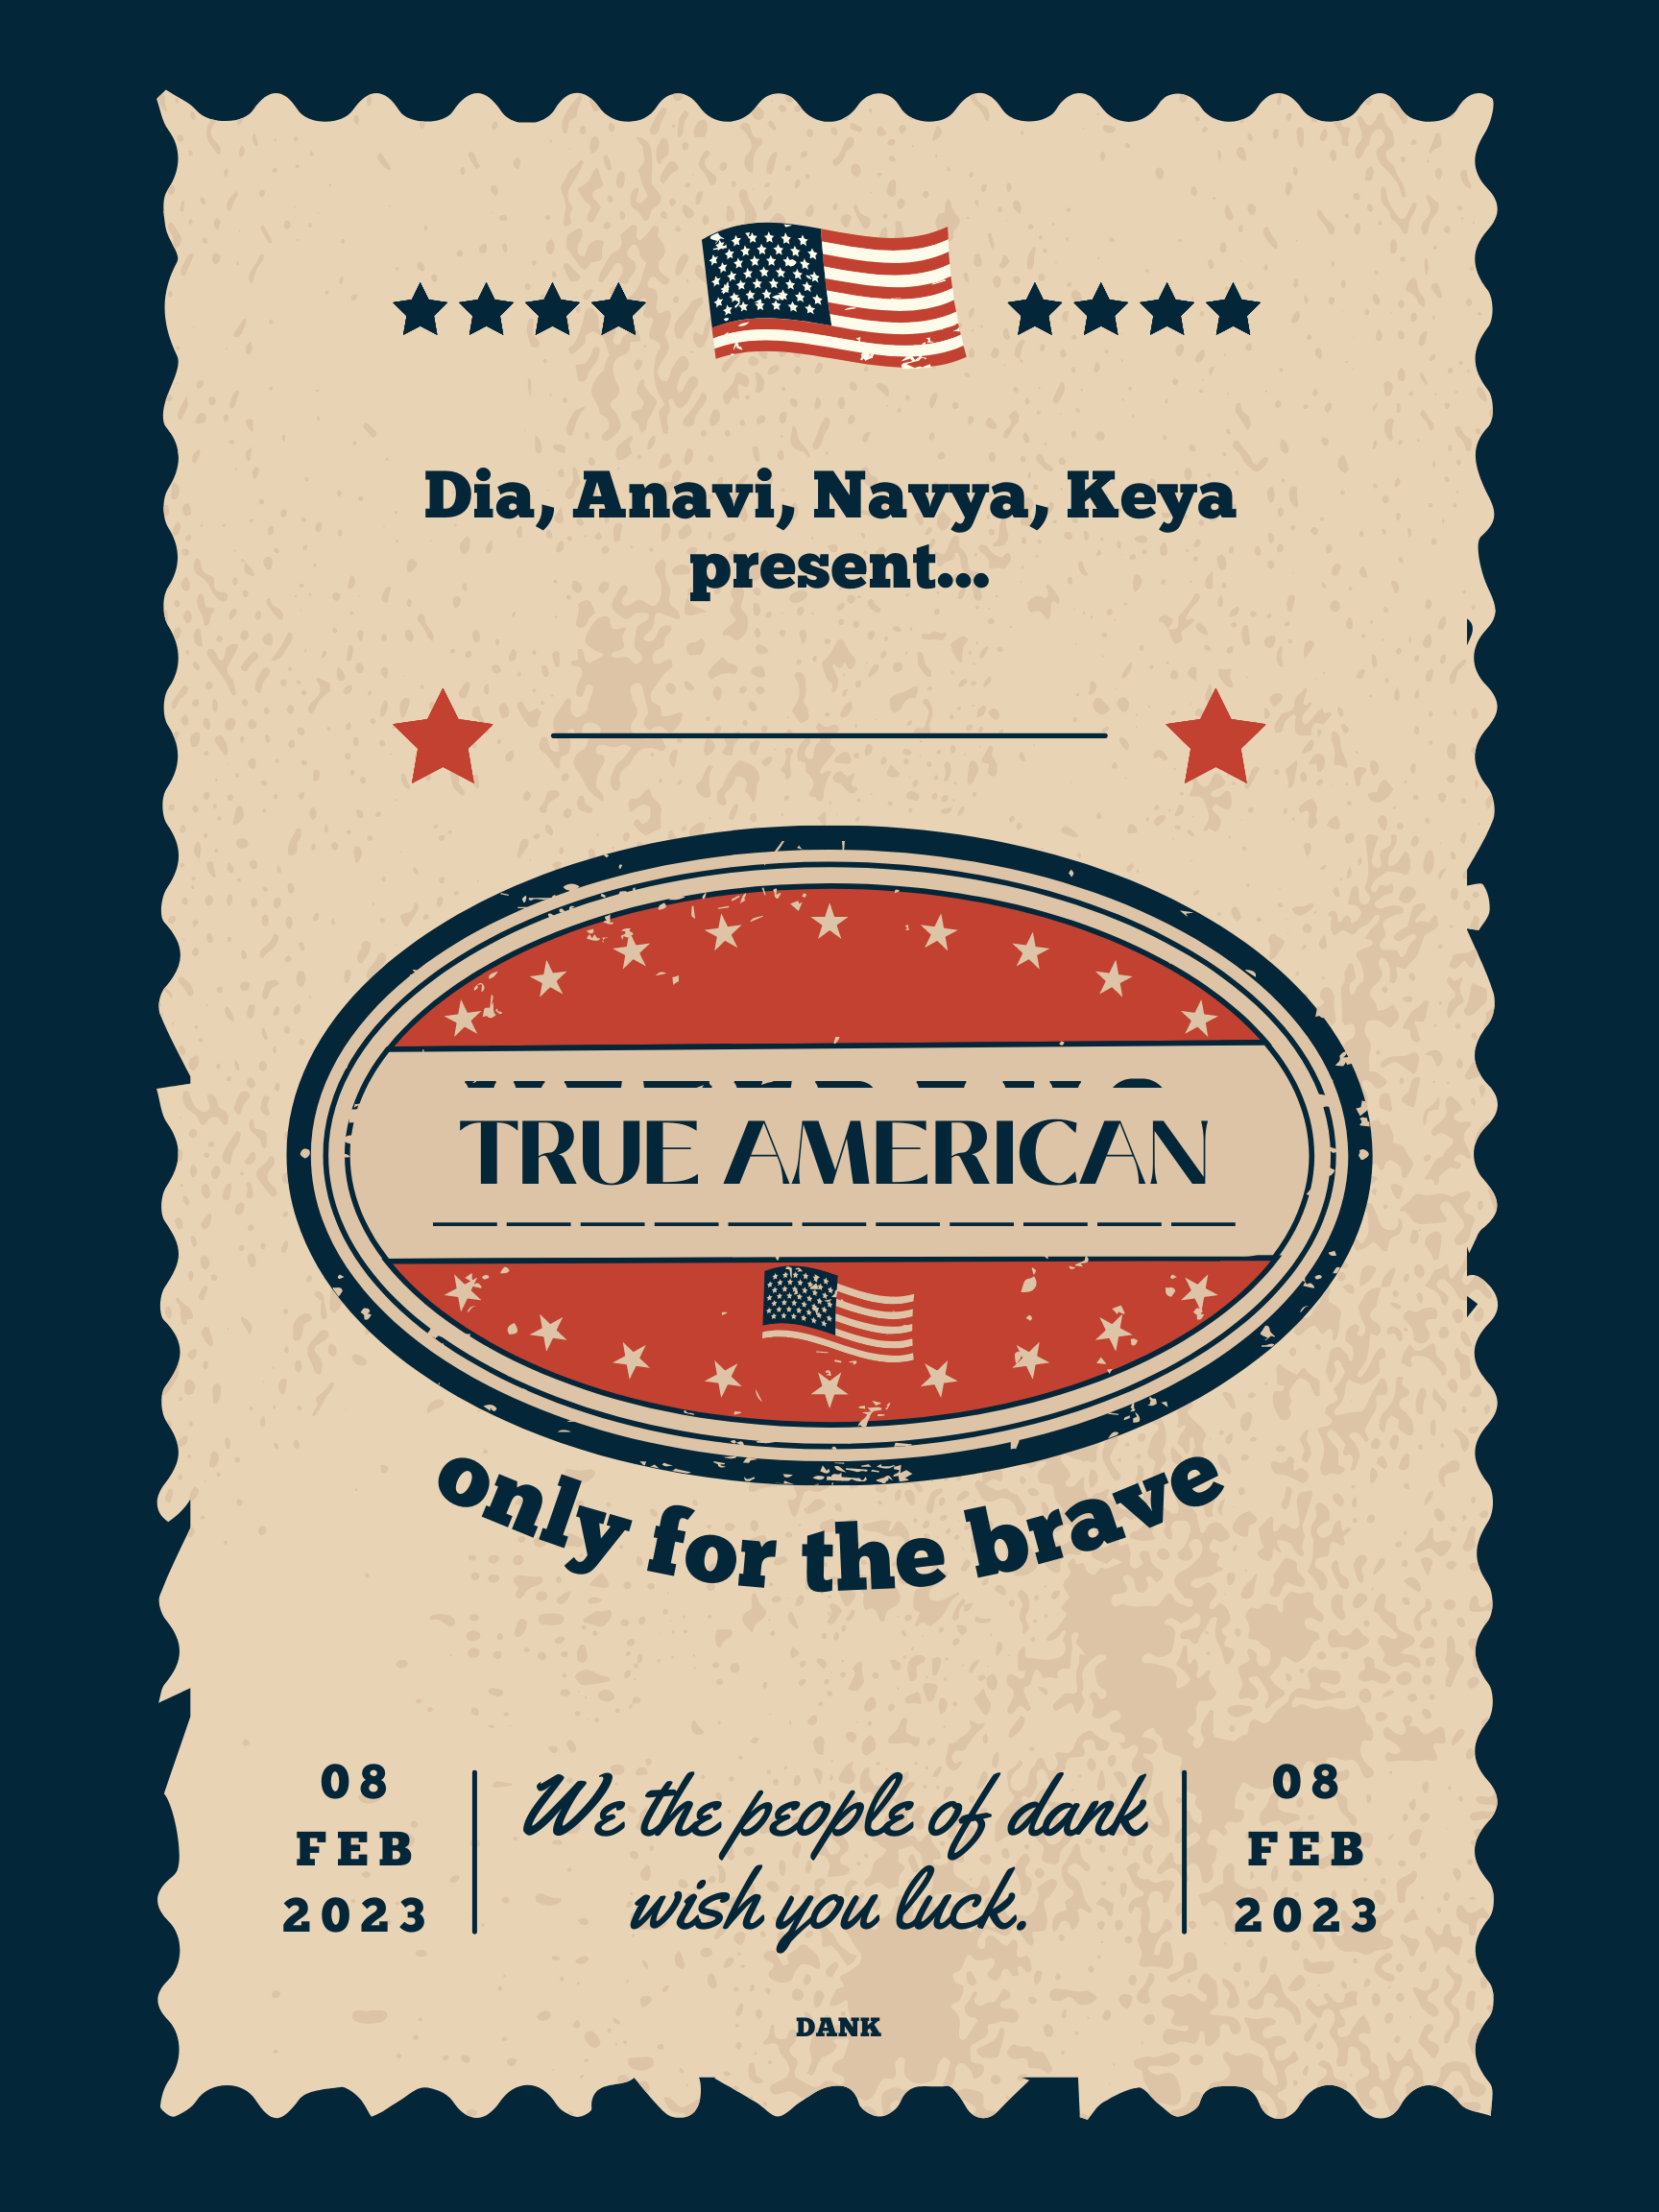 Dia, Anavi, Navya, Keya
present...
TRUE AMERICAN
only for the brave
08
FEB
2023
We the people of dank
wish you luck.
08
FEB
2023
DANK